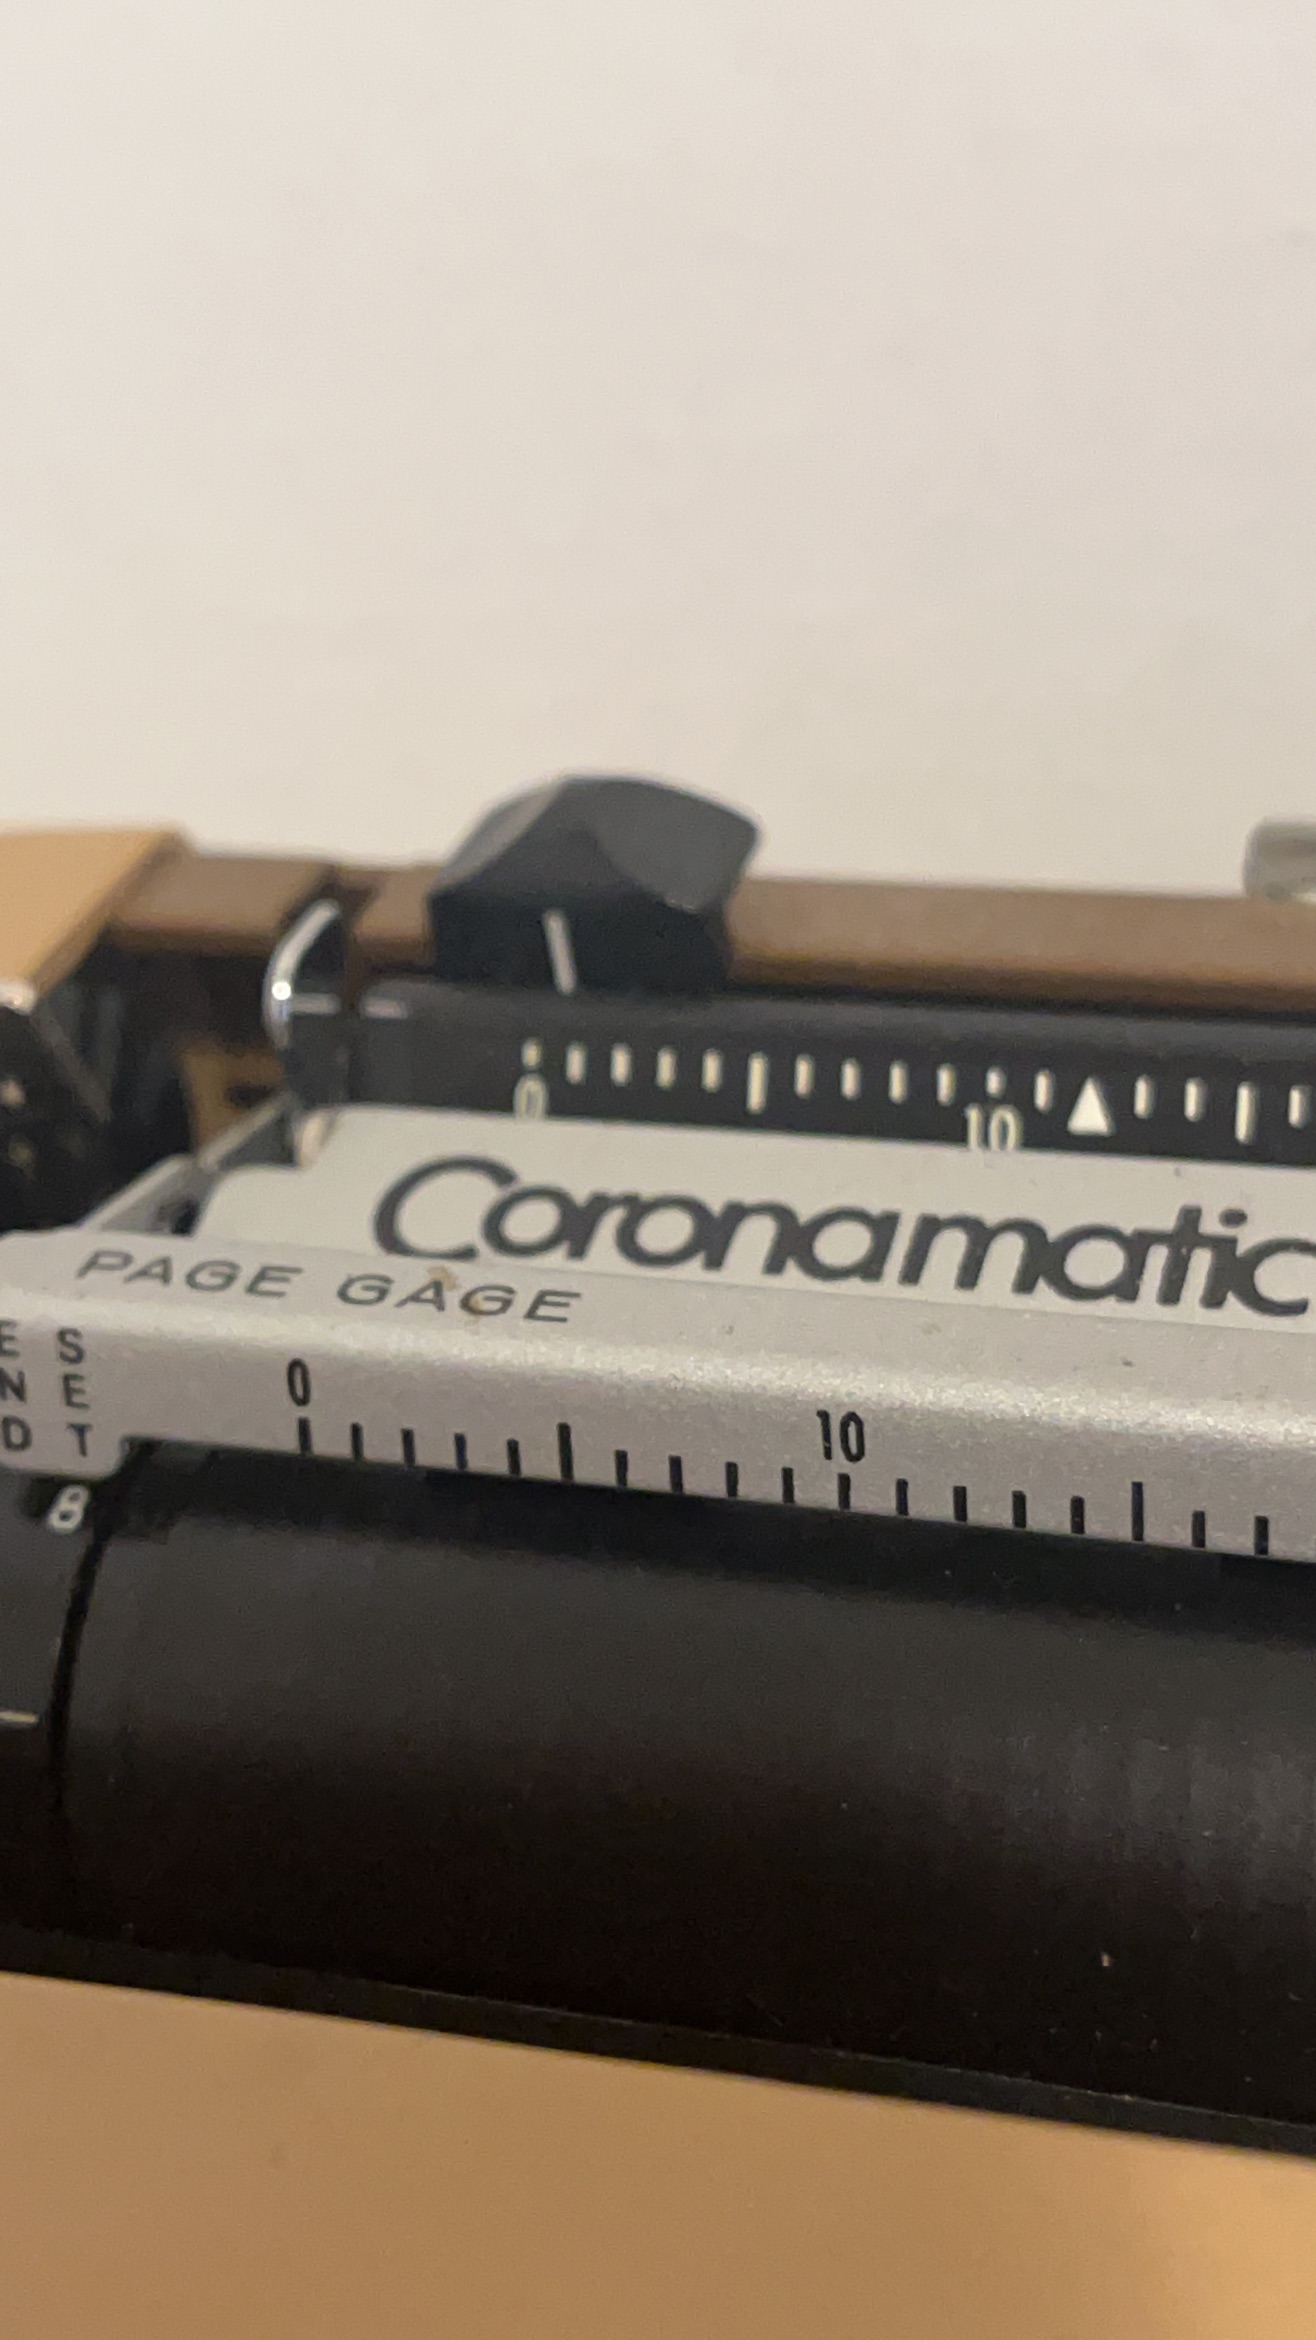 0 10
Coronamatic
PAGE GAGE
E S
N E
D T
0 10
8